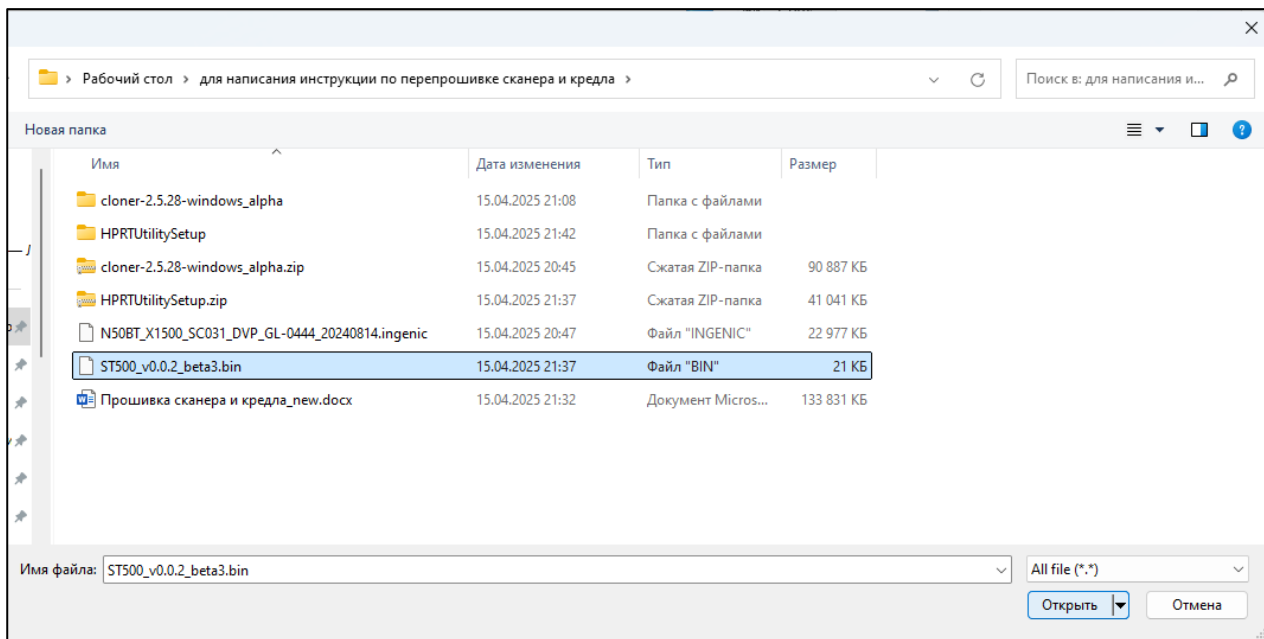 Рабочий стол > для написания инструкции по перепрошивке сканера и кредла >
Поиск в: для написания и...
Новая папка
Имя Дата изменения Тип Размер
cloner-2.5.28-windows_alpha 15.04.2025 21:08 Папка с файлами
HPRTUtilitySetup 15.04.2025 21:42 Папка с файлами
cloner-2.5.28-windows_alpha.zip 15.04.2025 20:45 Сжатая ZIP-папка 90 887 КБ
HPRTUtilitySetup.zip 15.04.2025 21:37 Сжатая ZIP-папка 41 041 КБ
N50BT_X1500_SC031_DVP_GL-0444_20240814.ingenic 15.04.2025 20:47 Файл "INGENIC" 22 977 КБ
ST500_v0.0.2_beta3.bin 15.04.2025 21:37 Файл "BIN" 21 КБ
Прошивка сканера и кредла_new.docx 15.04.2025 21:32 Документ Micros... 133 831 КБ
Имя файла: ST500_v0.0.2_beta3.bin All file (*.*)
Открыть Отмена